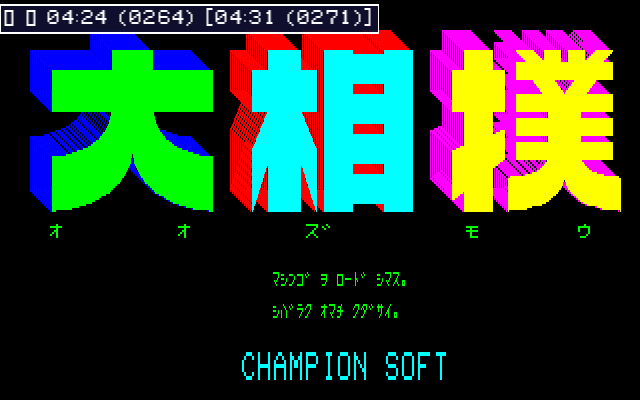 ▯ ▯ 04:24 (0264) [04:31 (0271)]
大相撲
オオズモウ
マシンゴ ヲ ロード シマス。
シバラク オマチ クダサイ。
CHAMPION SOFT